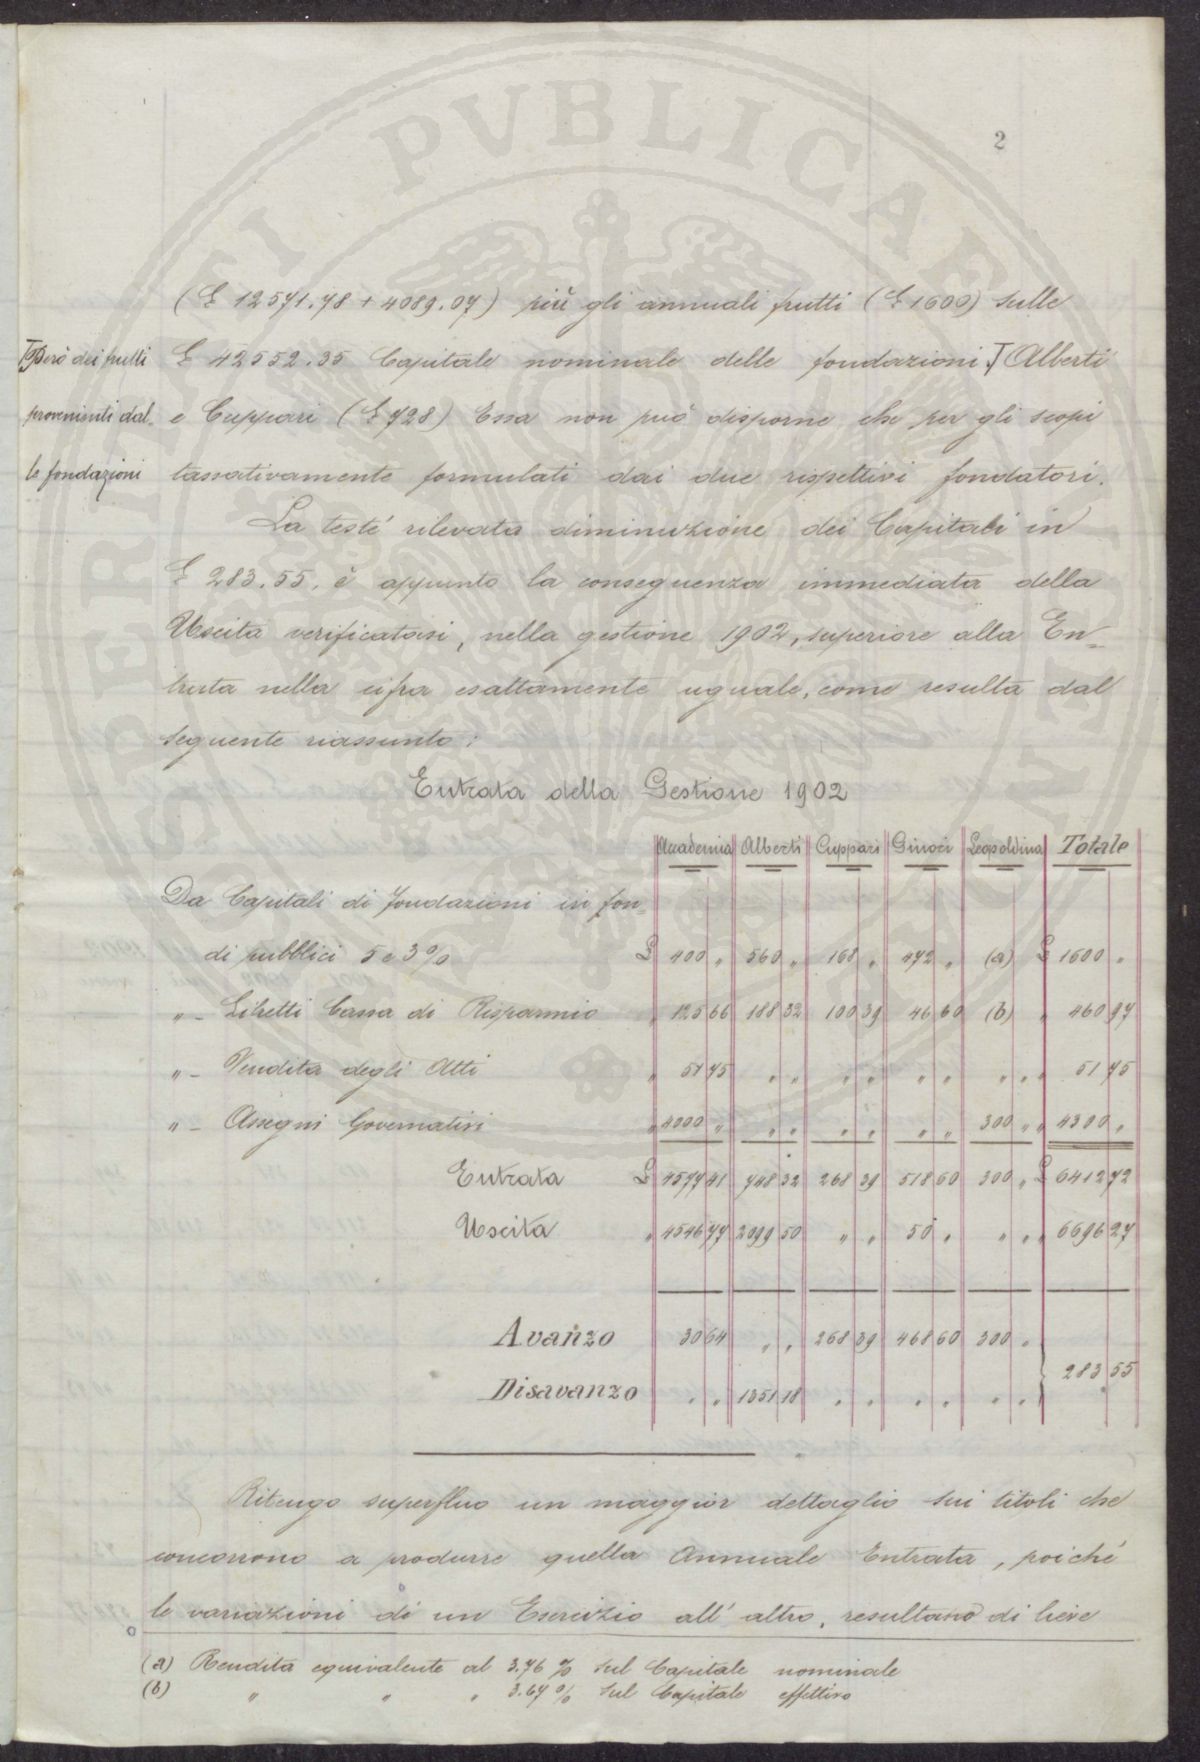 2
(£ 12571.78 + 4089.07) più gli annuali frutti (£ 1600) sulle
£ 42552.35 Capitale nominale delle fondazioni. T Alberti
e Cuppari (£ 728) Essa non può disporne che per gli scopi
tassativamente formulati dai due rispettivi fondatori.
T Però dei frutti
provenienti dal-
le fondazioni
La testé rilevata diminuzione dei Capitali in
£ 283.55. è appunto la conseguenza immediata della
Uscita verificatasi, nella gestione 1902, superiore alla En-
trata nella cifra esattamente uguale, come resulta dal
seguente riassunto:
Entrata della Gestione 1902
Accademia Alberti Cuppari Ginori Leopoldina Totale
Da Capitali di fondazioni in fon-
di pubblici 5 e 3% £ 400 " 560 " 168 " 472 " (a) £ 1600 "
" - Libretti Cassa di Risparmio " 125 66 188 32 100 39 46 60 (b) " 460 97
" - Vendita degli Atti " 51 75 " " " " " " " " " 51 75
" - Assegni Governativi " 4000 " " " " " " " 300 " " 4300 "
Entrata £ 4577 41 748 32 268 39 518 60 300 " £ 6412 72
Uscita " 4546 77 2099 50 " " 50 " " " " 6696 27
Avanzo 30 64 " " 268 39 468 60 300 "
283 55
Disavanzo " " 1351 18 " " " " " "
Ritengo superfluo un maggior dettaglio sui titoli che
concorrono a produrre quella Annuale Entrata, poiché
le variazioni di un Esercizio all'altro, resultano di lieve
(a) Rendita equivalente al 3.76 % sul Capitale nominale
(b) " " " 3.67 % sul Capitale effettivo
PERITI PVBLICAE